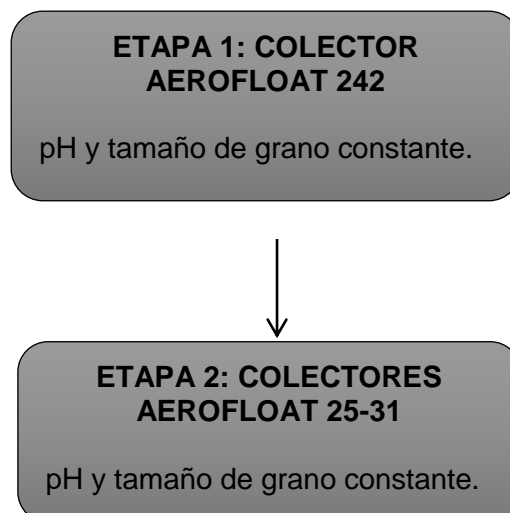 ETAPA 1: COLECTOR
AEROFLOAT 242
pH y tamaño de grano constante.
ETAPA 2: COLECTORES
AEROFLOAT 25-31
pH y tamaño de grano constante.